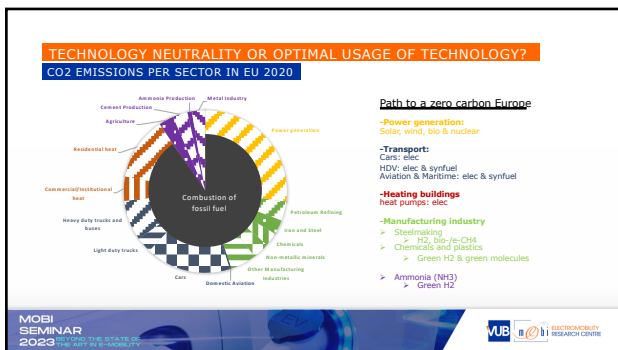 TECHNOLOGY NEUTRALITY OR OPTIMAL USAGE OF TECHNOLOGY?
CO2 EMISSIONS PER SECTOR IN EU 2020
Ammonia Production
Metal Industry
Cement Production
Agriculture
Power generation
Residential heat
Commercial/Institutional
heat
Combustion of
fossil fuel
Heavy duty trucks and
buses
Light duty trucks
Cars
Domestic Aviation
Petroleum Refining
Iron and Steel
Chemicals
Non-metallic minerals
Other Manufacturing
Industries
Path to a zero carbon Europe
-Power generation:
Solar, wind, bio & nuclear
-Transport:
Cars: elec
HDV: elec & synfuel
Aviation & Maritime: elec & synfuel
-Heating buildings
heat pumps: elec
-Manufacturing industry
➢ Steelmaking
➢ H2, bio-/e-CH4
➢ Chemicals and plastics
➢ Green H2 & green molecules
➢ Ammonia (NH3)
➢ Green H2
MOBI
SEMINAR
2023 BEYOND THE STATE OF
THE ART IN E-MOBILITY
EV
VUB
mobi
ELECTROMOBILITY
RESEARCH CENTRE